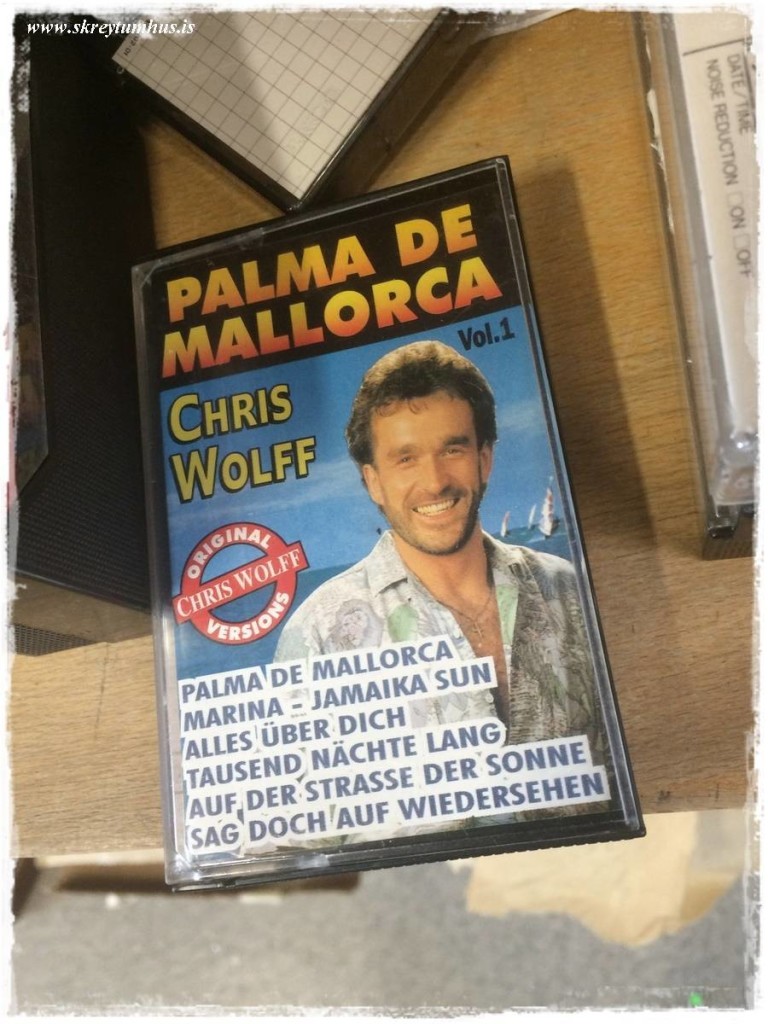 www.skreytumhus.is
DATE/TIME
NOISE REDUCTION ☐ON ☐OFF
PALMA DE
MALLORCA
Vol.1
CHRIS
WOLFF
ORIGINAL
CHRIS WOLFF
VERSIONS
PALMA DE MALLORCA
MARINA - JAMAIKA SUN
ALLES ÜBER DICH
TAUSEND NÄCHTE LANG
AUF DER STRASSE DER SONNE
SAG DOCH AUF WIEDERSEHEN